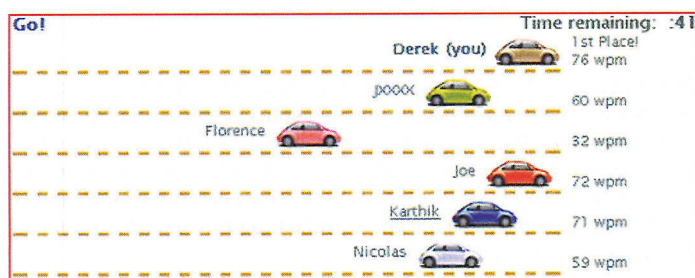 Go!
Time remaining: :41
Derek (you)
1st Place!
76 wpm
JXXXX
60 wpm
Florence
32 wpm
Joe
72 wpm
Karthik
71 wpm
Nicolas
59 wpm